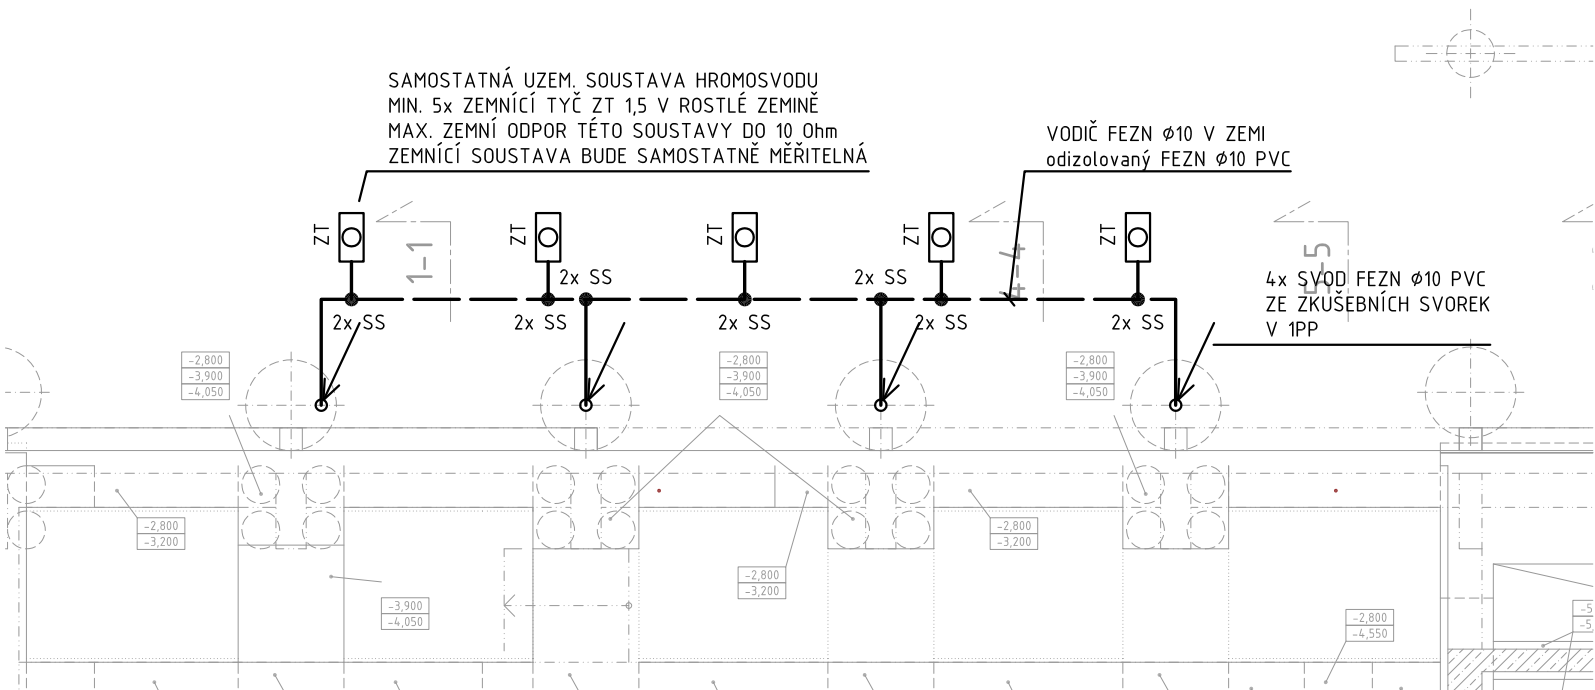 SAMOSTATNÁ UZEM. SOUSTAVA HROMOSVODU
MIN. 5x ZEMNÍCÍ TYČ ZT 1,5 V ROSTLÉ ZEMINĚ
MAX. ZEMNÍ ODPOR TÉTO SOUSTAVY DO 10 Ohm
ZEMNÍCÍ SOUSTAVA BUDE SAMOSTATNĚ MĚŘITELNÁ
VODIČ FEZN Ø10 V ZEMI
odizolovaný FEZN Ø10 PVC
ZT
ZT
ZT
ZT
ZT
1-1
4-4
5-5
2x SS
2x SS
4x SVOD FEZN Ø10 PVC
ZE ZKUŠEBNÍCH SVOREK
V 1PP
2x SS
2x SS
2x SS
2x SS
2x SS
-2,800
-3,900
-4,050
-2,800
-3,900
-4,050
-2,800
-3,900
-4,050
-2,800
-3,200
-2,800
-3,200
-2,800
-3,200
-3,900
-4,050
-2,800
-4,550
-5
-5